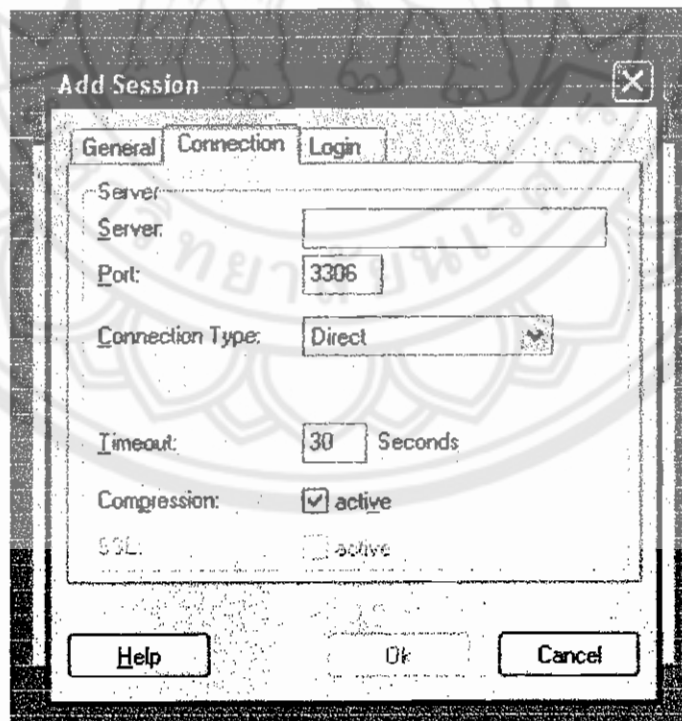 Add Session
General Connection Login
Server
Server:
Port: 3306
Connection Type: Direct
Timeout: 30 Seconds
Compression: active
SSL: active
Help Ok Cancel